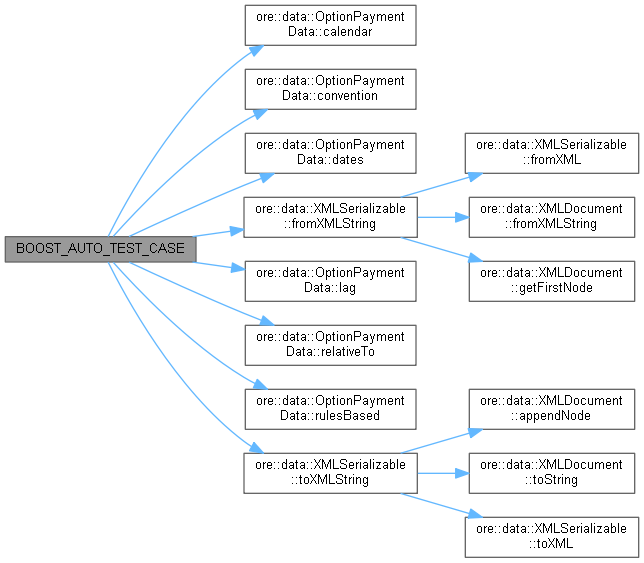 BOOST_AUTO_TEST_CASE
ore::data::OptionPayment
Data::calendar
ore::data::OptionPayment
Data::convention
ore::data::OptionPayment
Data::dates
ore::data::XMLSerializable
::fromXMLString
ore::data::XMLSerializable
::fromXML
ore::data::XMLDocument
::fromXMLString
ore::data::XMLDocument
::getFirstNode
ore::data::OptionPayment
Data::lag
ore::data::OptionPayment
Data::relativeTo
ore::data::OptionPayment
Data::rulesBased
ore::data::XMLSerializable
::toXMLString
ore::data::XMLDocument
::appendNode
ore::data::XMLDocument
::toString
ore::data::XMLSerializable
::toXML